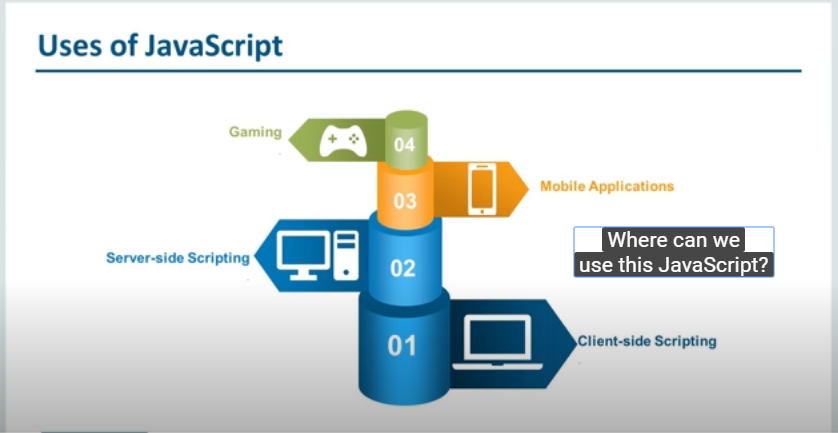 Uses of JavaScript
Gaming
04
03
Mobile Applications
Where can we
use this JavaScript?
Server-side Scripting
02
01
Client-side Scripting